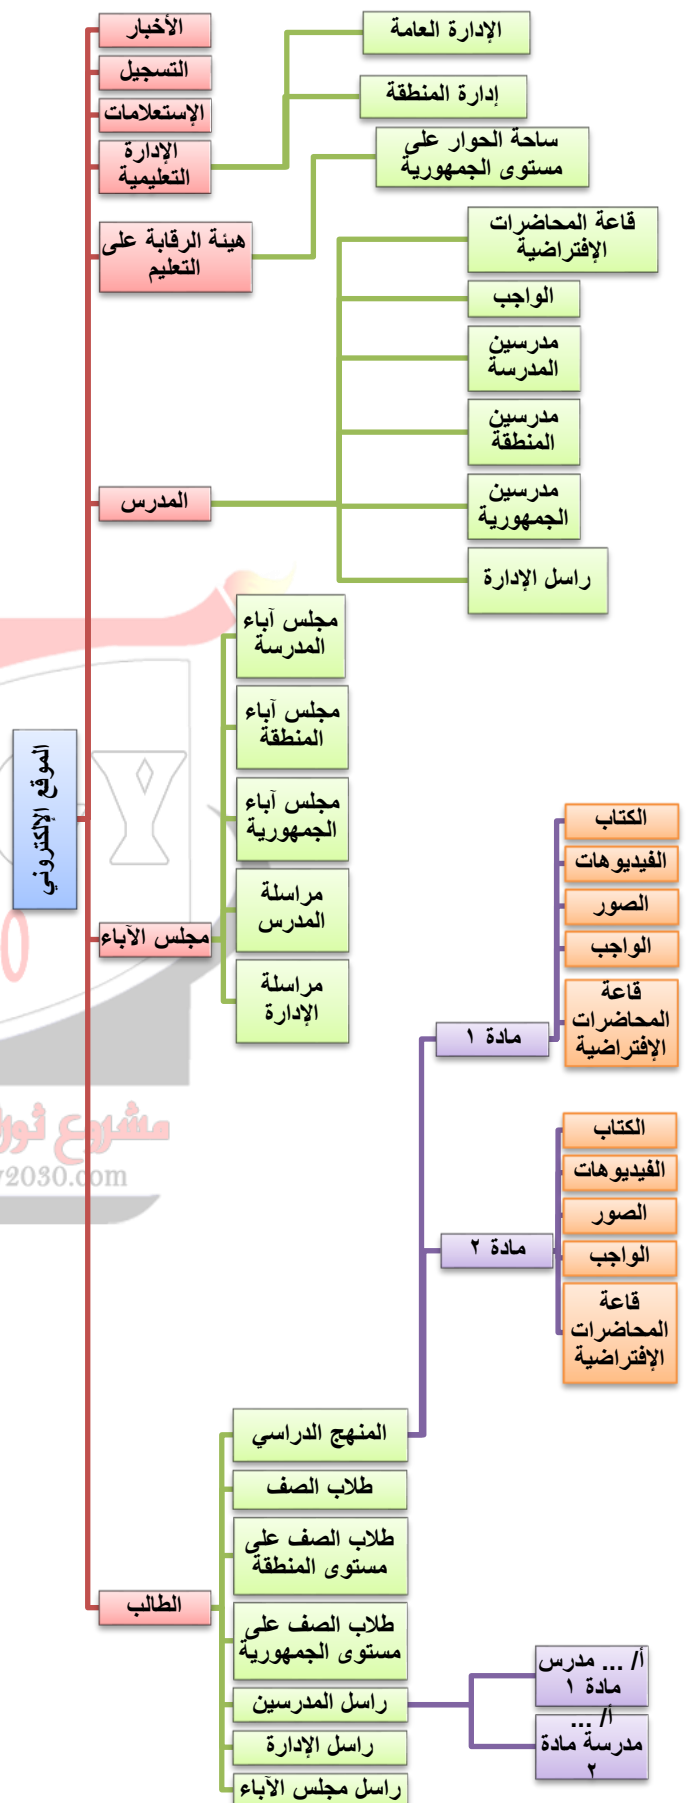 الأخبار
التسجيل
الإستعلامات
الإدارة
التعليمية
الإدارة العامة
إدارة المنطقة
هيئة الرقابة على
التعليم
ساحة الحوار على
مستوى الجمهورية
المدرس
قاعة المحاضرات
الإفتراضية
الواجب
مدرسين
المدرسة
مدرسين
المنطقة
مدرسين
الجمهورية
راسل الإدارة
الموقع الإلكتروني
مجلس الآباء
مجلس آباء
المدرسة
مجلس آباء
المنطقة
مجلس آباء
الجمهورية
مراسلة
المدرس
مراسلة
الإدارة
الطالب
المنهج الدراسي
مادة ١
الكتاب
الفيديوهات
الصور
الواجب
قاعة
المحاضرات
الإفتراضية
مادة ٢
الكتاب
الفيديوهات
الصور
الواجب
قاعة
المحاضرات
الإفتراضية
طلاب الصف
طلاب الصف على
مستوى المنطقة
طلاب الصف على
مستوى الجمهورية
راسل المدرسين
أ/ ... مدرس
مادة ١
أ/ ...
مدرسة مادة
٢
راسل الإدارة
راسل مجلس الآباء
مشروع
2030.com